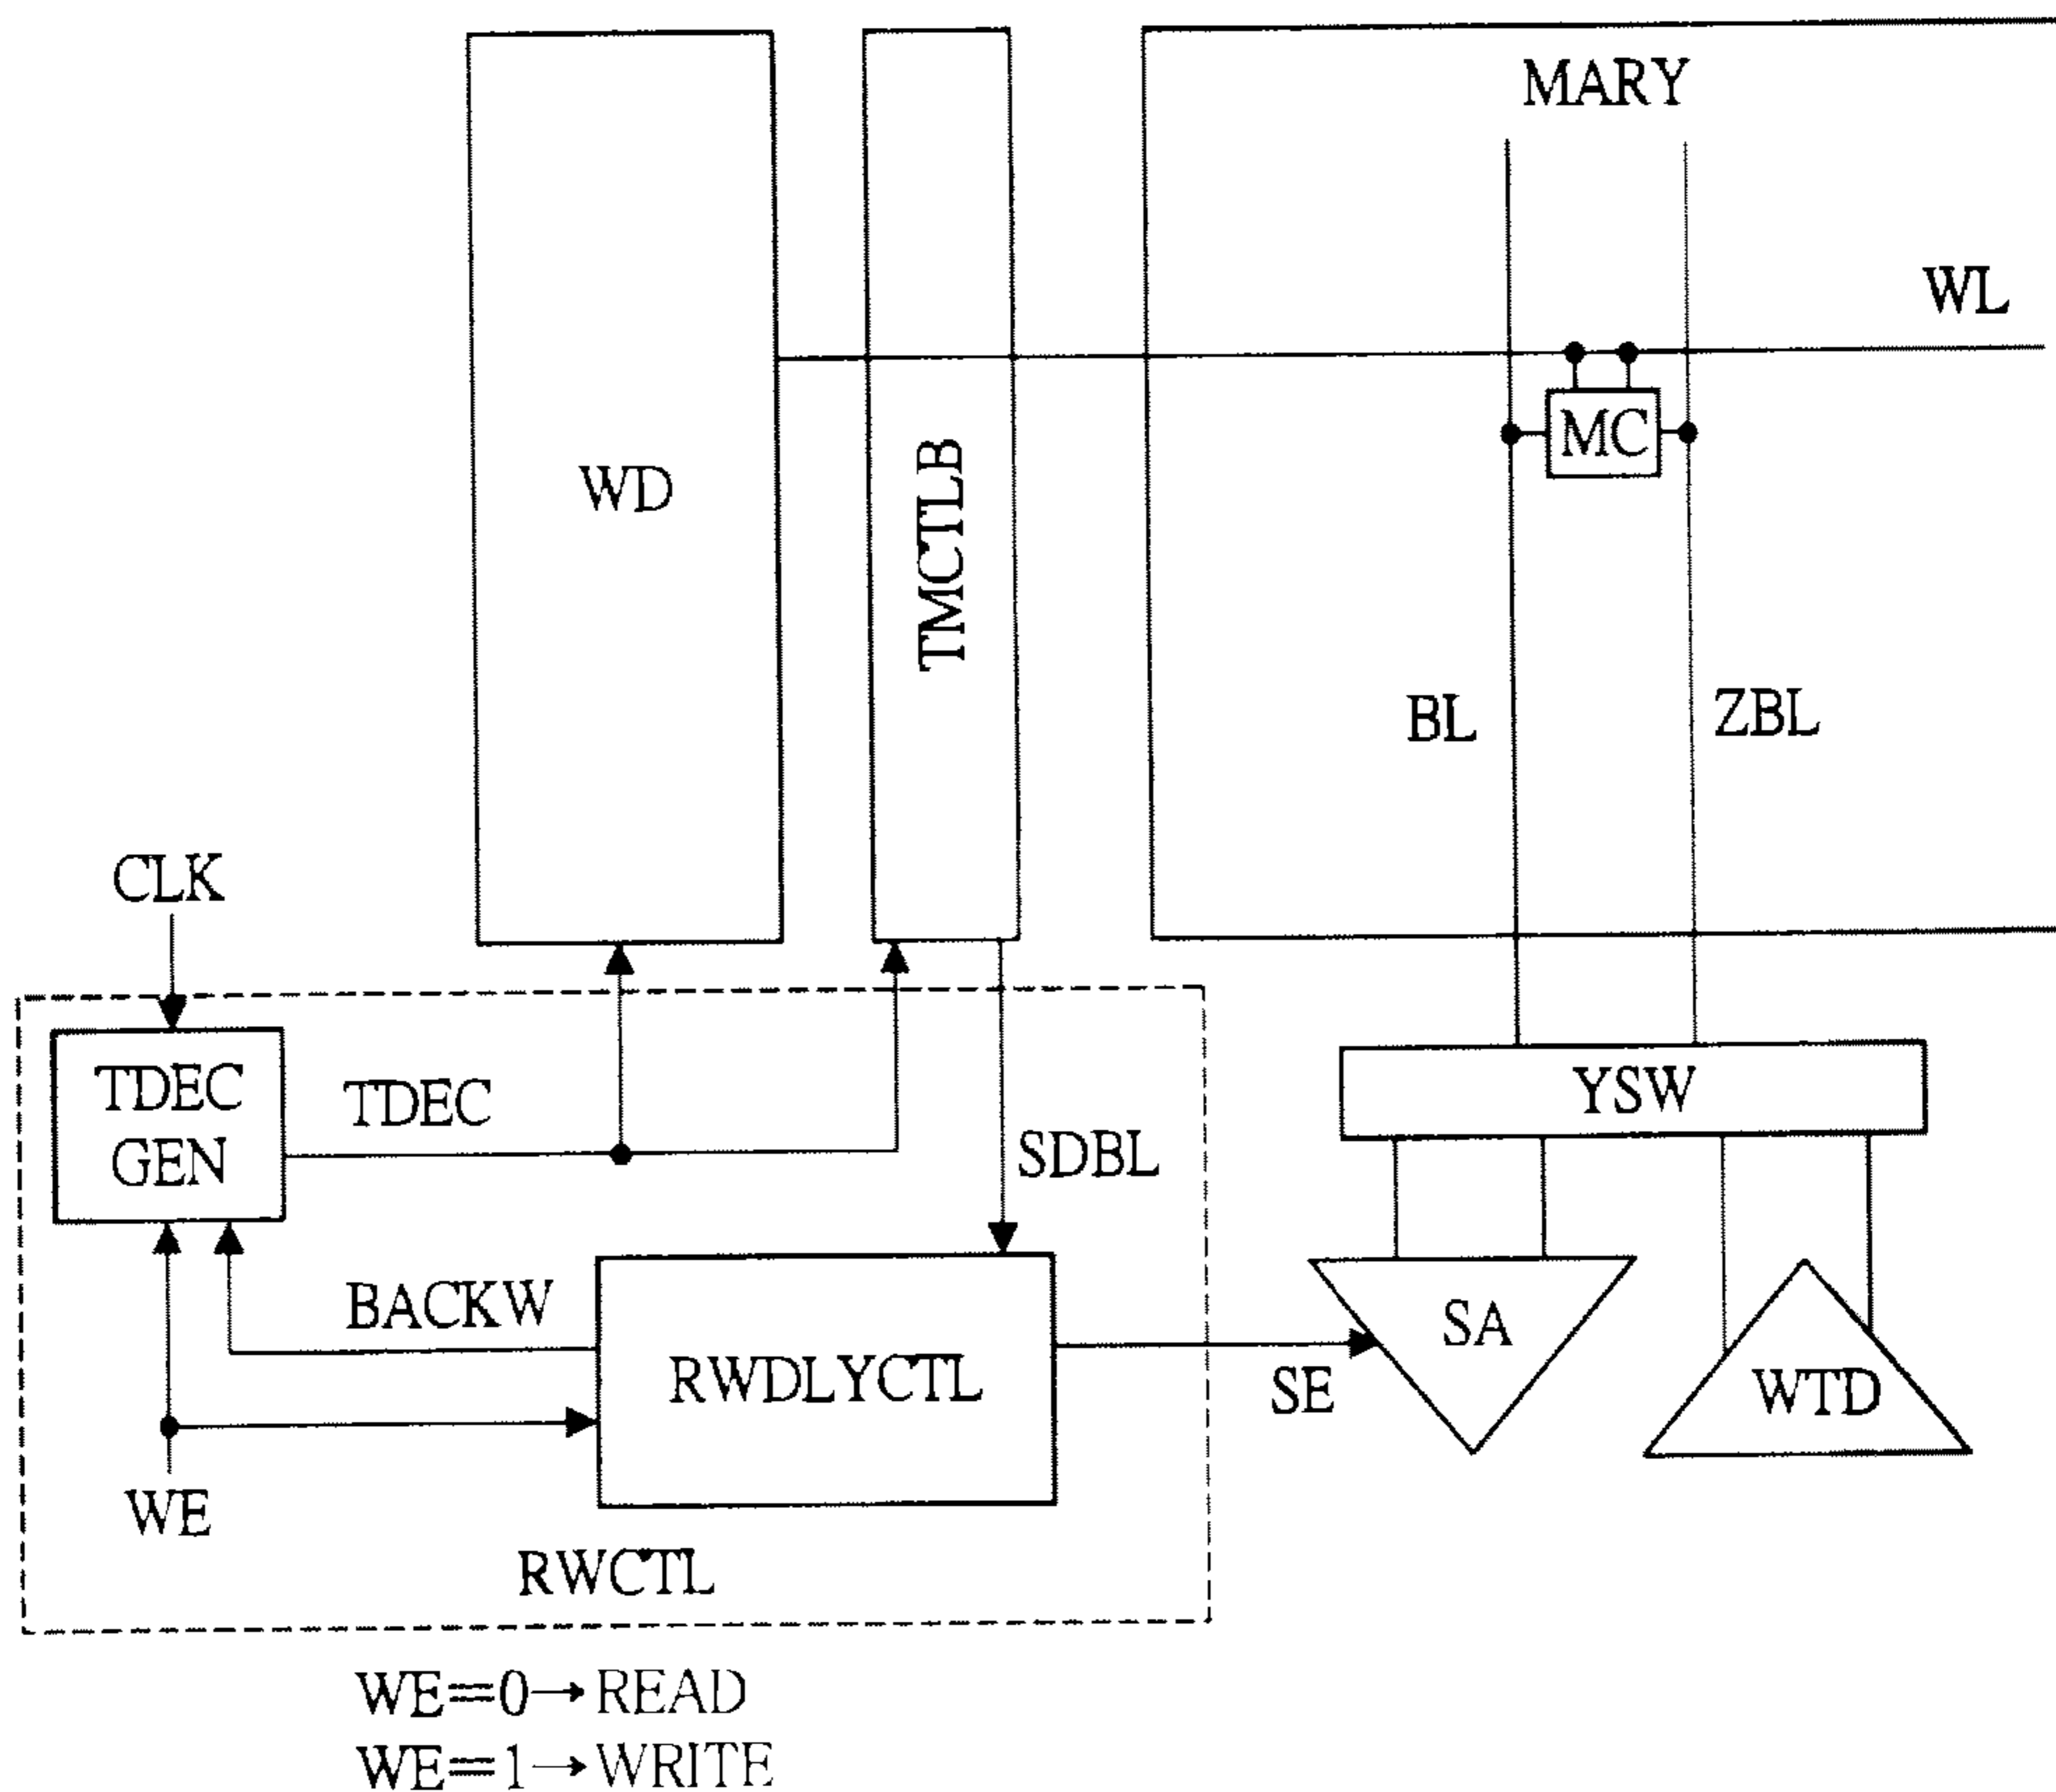 MARY
WL
MC
WD
TMCTLB
BL
ZBL
CLK
TDEC
GEN
TDEC
SDBL
YSW
BACKW
RWDLYCTL
SE
SA
WTD
WE
RWCTL
WE=0→READ
WE=1→WRITE